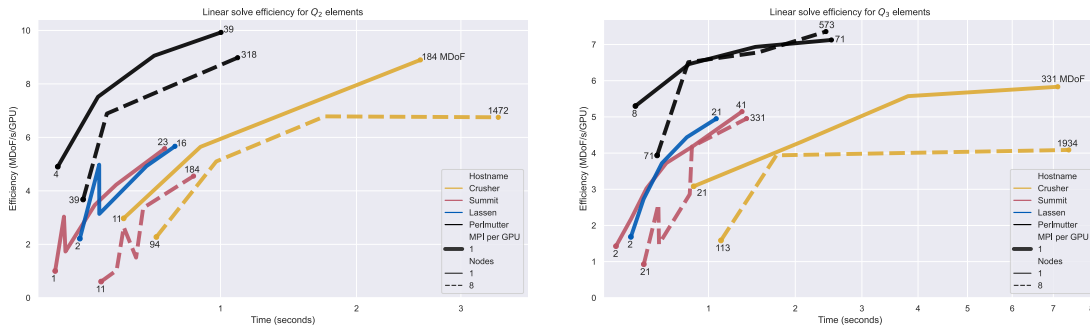 Linear solve efficiency for Q2 elements
Efficiency (MDoF/s/GPU)
10
8
6
4
2
0
39
318
184 MDoF
1472
23
16
184
4
39
2
1
11
11
94
Hostname
Crusher
Summit
Lassen
Perlmutter
MPI per GPU
1
Nodes
1
8
1
2
3
Time (seconds)
Linear solve efficiency for Q3 elements
Efficiency (MDoF/s/GPU)
7
6
5
4
3
2
1
0
573
71
331 MDoF
1934
8
21
41
331
71
21
2
2
21
113
Hostname
Crusher
Summit
Lassen
Perlmutter
MPI per GPU
1
Nodes
1
8
1
2
3
4
5
6
7
Time (seconds)